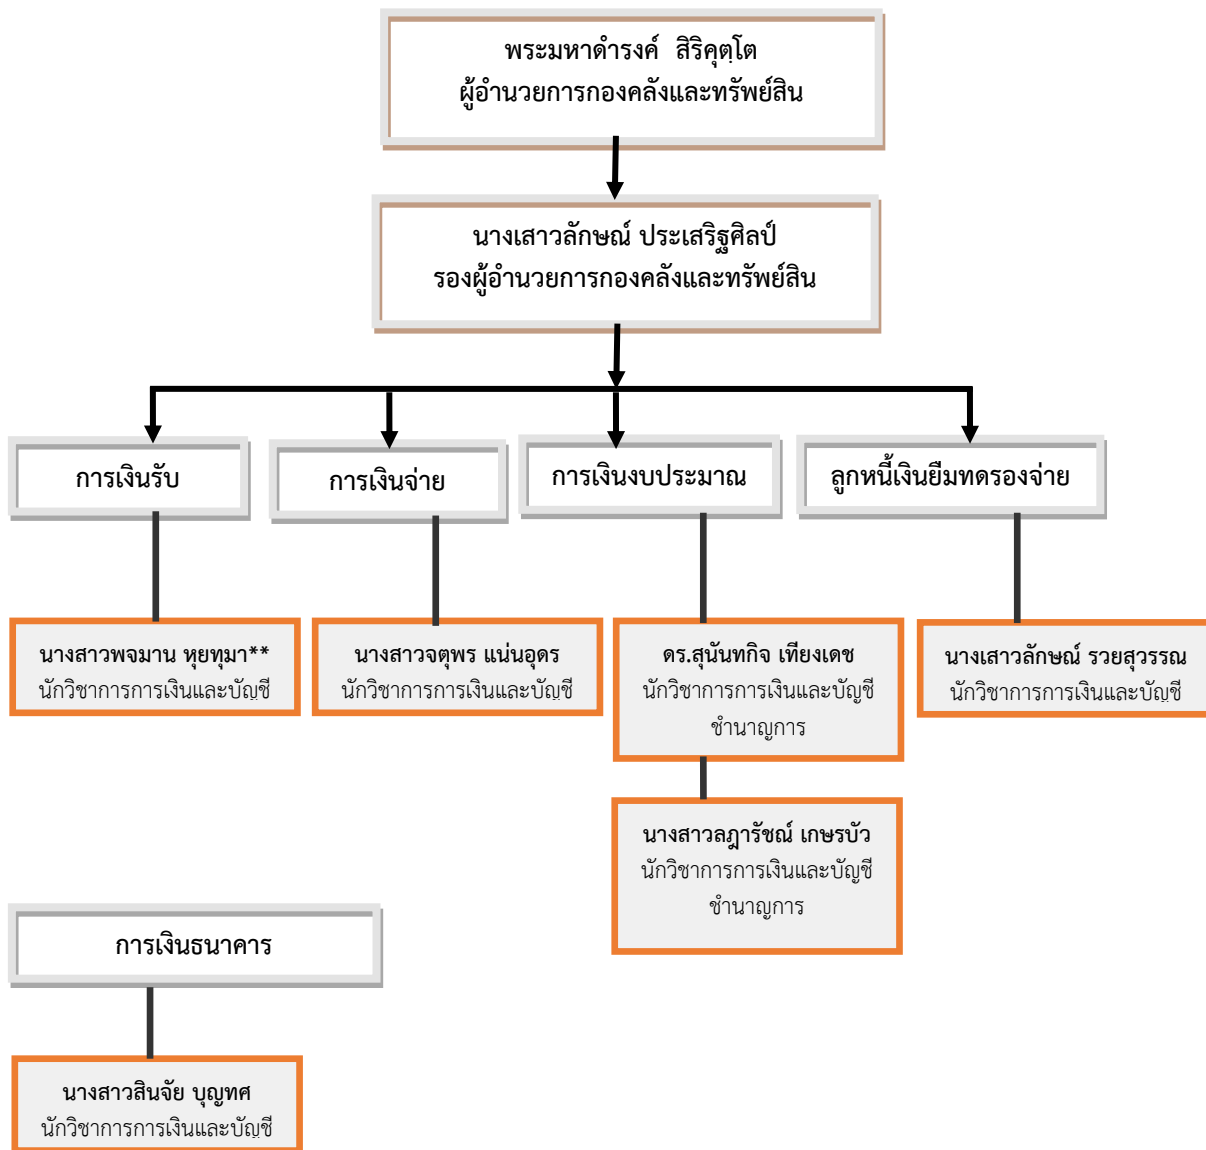 พระมหาดำรงค์ สิริคุตฺโต
ผู้อำนวยการกองคลังและทรัพย์สิน
นางเสาวลักษณ์ ประเสริฐศิลป์
รองผู้อำนวยการกองคลังและทรัพย์สิน
การเงินรับ
การเงินจ่าย
การเงินงบประมาณ
ลูกหนี้เงินยืมทดรองจ่าย
นางสาวพจมาน หุยทุมา**
นักวิชาการการเงินและบัญชี
นางสาวจตุพร แน่นอุดร
นักวิชาการการเงินและบัญชี
ดร.สุนันทกิจ เทียงเดช
นักวิชาการการเงินและบัญชี
ชำนาญการ
นางเสาวลักษณ์ รวยสุวรรณ
นักวิชาการการเงินและบัญชี
นางสาวลฎารัชณ์ เกษรบัว
นักวิชาการการเงินและบัญชี
ชำนาญการ
การเงินธนาคาร
นางสาวสินจัย บุญทศ
นักวิชาการการเงินและบัญชี